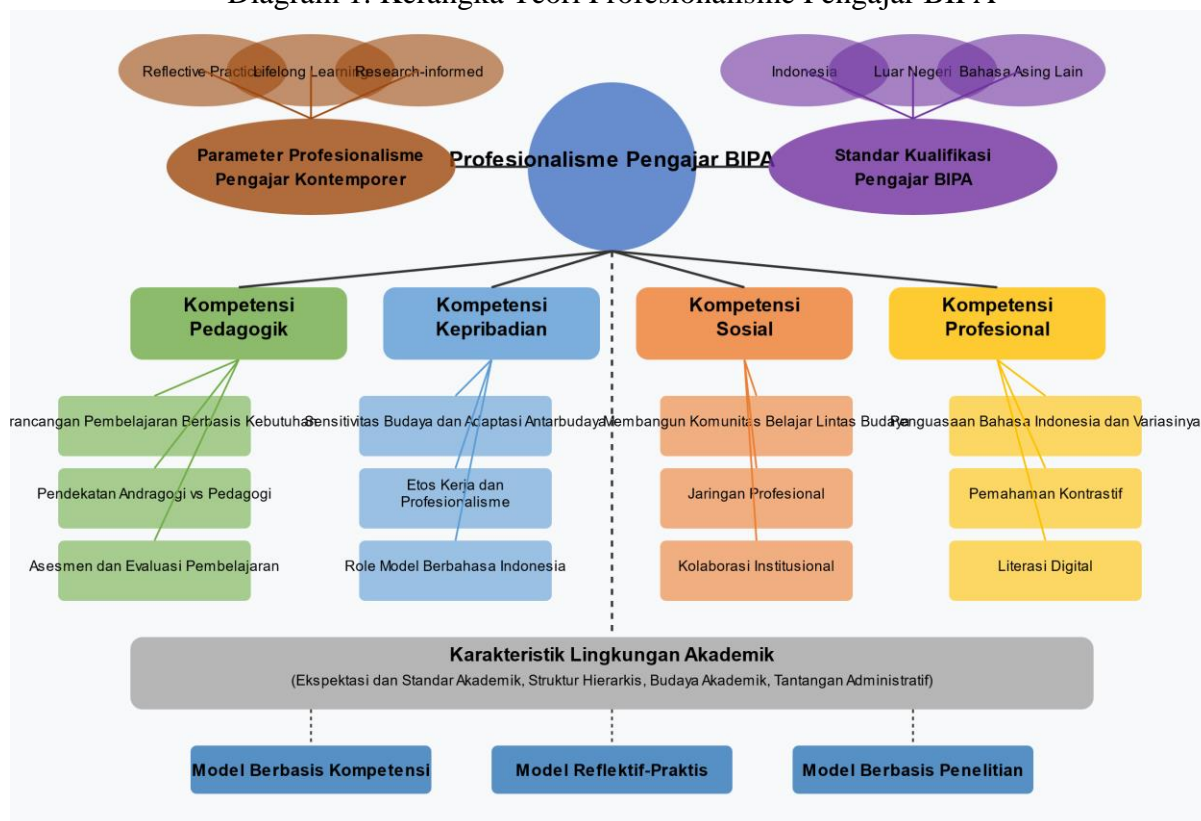 Diagram 1. Kerangka Teori Profesionalisme Pengajar BIPA
Reflective Practice
Lifelong Learning
Research-informed
Indonesia
Luar Negeri
Bahasa Asing Lain
Parameter Profesionalisme
Pengajar Kontemporer
Profesionalisme Pengajar BIPA
Standar Kualifikasi
Pengajar BIPA
Kompetensi
Pedagogik
Kompetensi
Kepribadian
Kompetensi
Sosial
Kompetensi
Profesional
rancangan Pembelajaran Berbasis Kebutuhan
Sensitivitas Budaya dan Adaptasi Antarbudaya
Membangun Komunitas Belajar Lintas Budaya
Penguasaan Bahasa Indonesia dan Variasinya
Pendekatan Andragogi vs Pedagogi
Etos Kerja dan
Profesionalisme
Jaringan Profesional
Pemahaman Kontrastif
Asesmen dan Evaluasi Pembelajaran
Role Model Berbahasa Indonesia
Kolaborasi Institusional
Literasi Digital
Karakteristik Lingkungan Akademik
(Ekspektasi dan Standar Akademik, Struktur Hierarkis, Budaya Akademik, Tantangan Administratif)
Model Berbasis Kompetensi
Model Reflektif-Praktis
Model Berbasis Penelitian